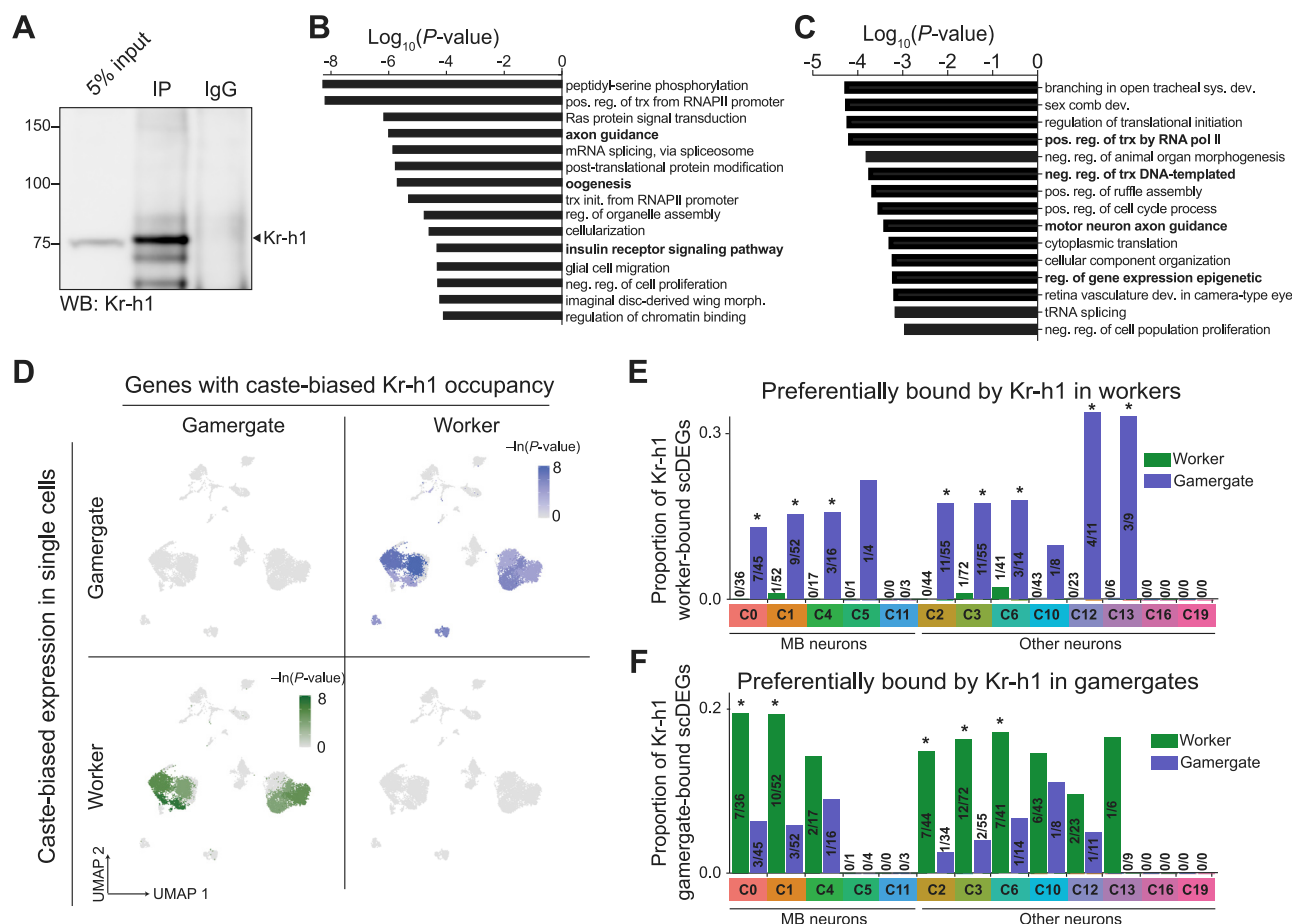 A
5% input
IP
IgG
150
100
75
Kr-h1
WB: Kr-h1
B
Log10(P-value)
-8 -7 -6 -5 -4 -3 -2 -1 0
peptidyl-serine phosphorylation
pos. reg. of trx from RNAPII promoter
Ras protein signal transduction
axon guidance
mRNA splicing, via spliceosome
post-translational protein modification
oogenesis
trx init. from RNAPII promoter
reg. of organelle assembly
cellularization
insulin receptor signaling pathway
glial cell migration
neg. reg. of cell proliferation
imaginal disc-derived wing morph.
regulation of chromatin binding
C
Log10(P-value)
-5 -4 -3 -2 -1 0
branching in open tracheal sys. dev.
sex comb dev.
regulation of translational initiation
pos. reg. of trx by RNA pol II
neg. reg. of animal organ morphogenesis
neg. reg. of trx DNA-templated
pos. reg. of ruffle assembly
pos. reg. of cell cycle process
motor neuron axon guidance
cytoplasmic translation
cellular component organization
reg. of gene expression epigenetic
retina vasculature dev. in camera-type eye
tRNA splicing
neg. reg. of cell population proliferation
D
Genes with caste-biased Kr-h1 occupancy
Gamergate
Worker
Caste-biased expression in single cells
Gamergate
Worker
–ln(P-value)
8
0
–ln(P-value)
8
0
UMAP 2
UMAP 1
E
Preferentially bound by Kr-h1 in workers
Proportion of Kr-h1
worker-bound scDEGs
0.3
0.0
Worker
Gamergate
* * * * * * * *
0/36 7/45 1/52 9/52 0/17 3/16 0/1 1/4 0/0 0/3 0/44 11/55 1/72 11/55 1/41 3/14 0/43 1/8 0/23 4/11 0/6 3/9 0/0 0/0 0/0 0/0
C0 C1 C4 C5 C11 C2 C3 C6 C10 C12 C13 C16 C19
MB neurons
Other neurons
F
Preferentially bound by Kr-h1 in gamergates
Proportion of Kr-h1
gamergate-bound scDEGs
0.2
0.0
Worker
Gamergate
* * * * *
7/36 3/45 10/52 3/52 2/17 1/16 0/1 0/4 0/0 0/3 7/44 1/34 12/72 2/55 7/41 1/14 6/43 1/8 2/23 1/11 1/6 0/9 0/0 0/0 0/0 0/0
C0 C1 C4 C5 C11 C2 C3 C6 C10 C12 C13 C16 C19
MB neurons
Other neurons